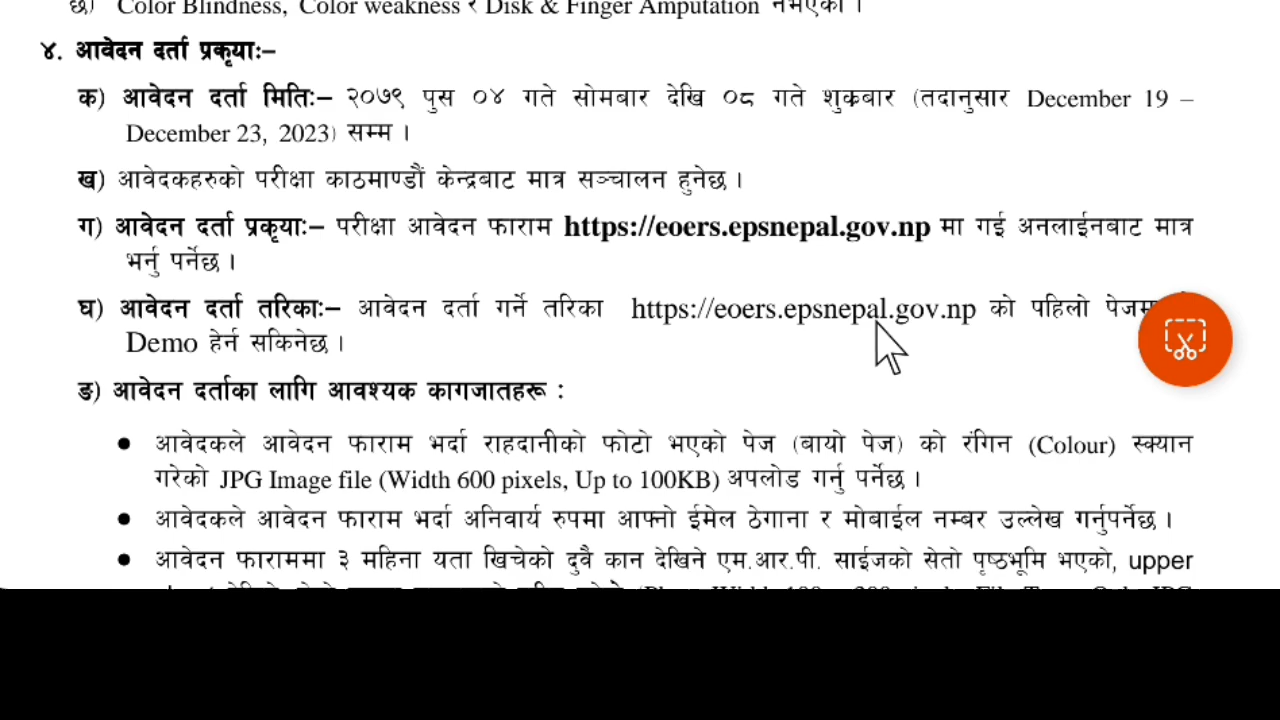 छ) Color Blindness, Color weakness र Disk & Finger Amputation नभएको ।
४. आवेदन दर्ता प्रकृयाः–
क) आवेदन दर्ता मितिः– २०७९ पुस ०४ गते सोमबार देखि ०८ गते शुक्रबार (तदानुसार December 19 –
December 23, 2023) सम्म ।
ख) आवेदकहरुको परीक्षा काठमाण्डौं केन्द्रबाट मात्र सञ्चालन हुनेछ ।
ग) आवेदन दर्ता प्रकृयाः– परीक्षा आवेदन फाराम https://eoers.epsnepal.gov.np मा गई अनलाईनबाट मात्र
भर्नु पर्नेछ ।
घ) आवेदन दर्ता तरिकाः– आवेदन दर्ता गर्ने तरिका https://eoers.epsnepal.gov.np को पहिलो
Demo हेर्न सकिनेछ ।
ङ) आवेदन दर्ताका लागि आवश्यक कागजातहरू :
● आवेदकले आवेदन फाराम भर्दा राहदानीको फोटो भएको पेज (बायो पेज) को रंगिन (Colour) स्क्यान
गरेको JPG Image file (Width 600 pixels, Up to 100KB) अपलोड गर्नु पर्नेछ ।
● आवेदकले आवेदन फाराम भर्दा अनिवार्य रुपमा आफ्नो ईमेल ठेगाना र मोबाईल नम्बर उल्लेख गर्नुपर्नेछ ।
● आवेदन फाराममा ३ महिना यता खिचेको दुवै कान देखिने एम.आर.पी. साईजको सेतो पृष्ठभूमि भएको, upper